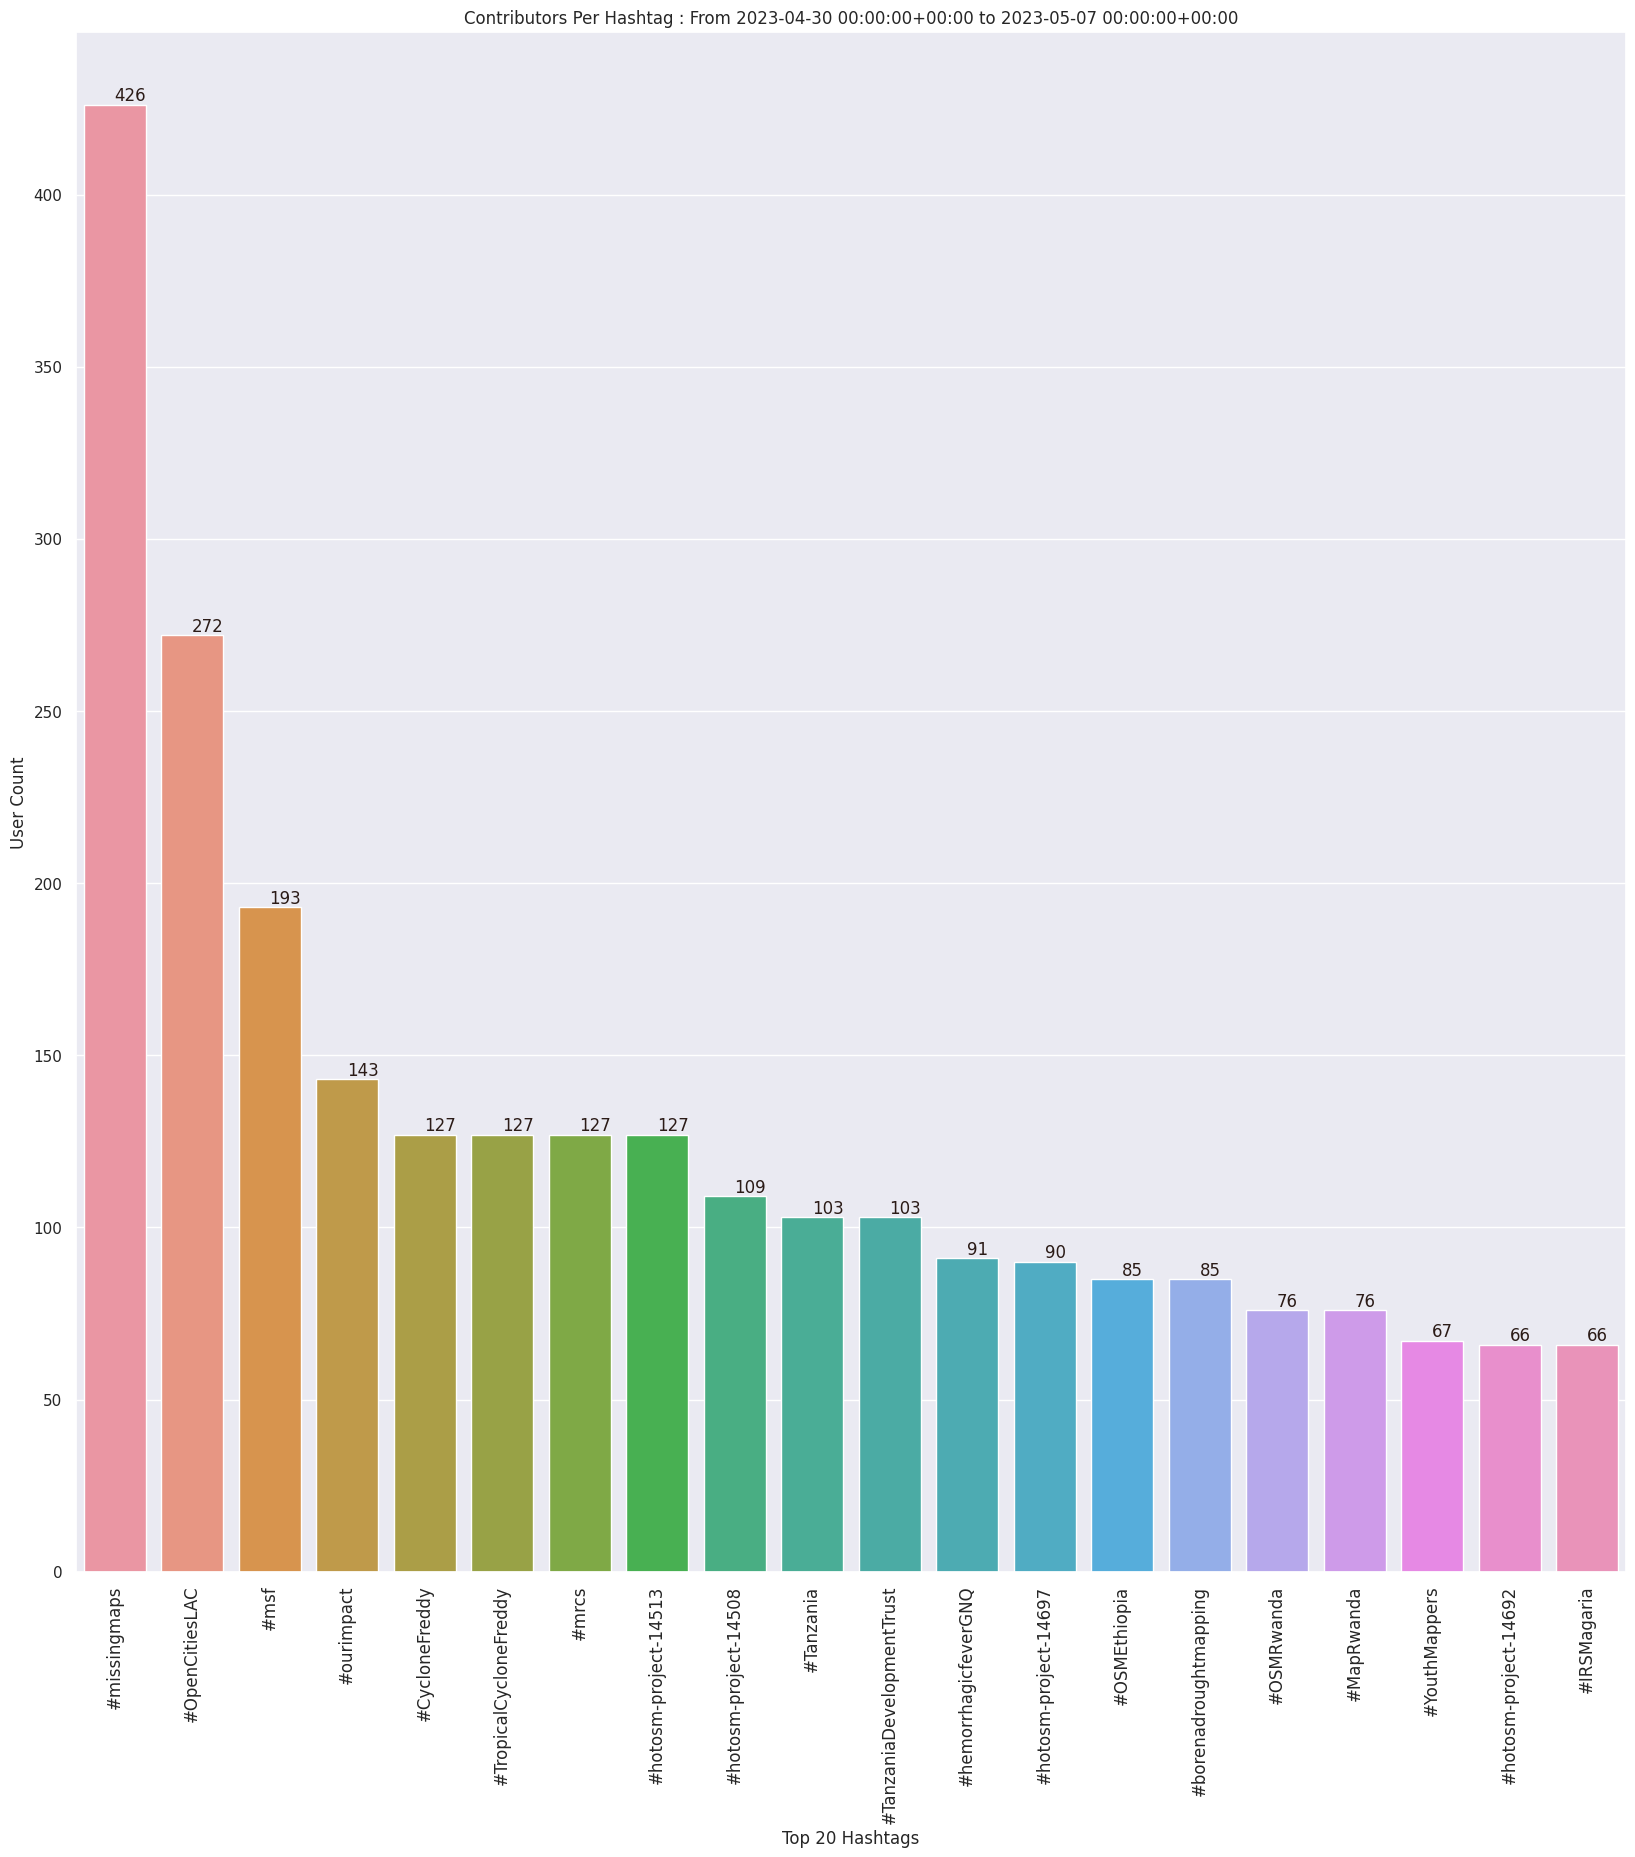 Contributors Per Hashtag : From 2023-04-30 00:00:00+00:00 to 2023-05-07 00:00:00+00:00
User Count
400
350
300
250
200
150
100
50
0
426
272
193
143
127
127
127
127
109
103
103
91
90
85
85
76
76
67
66
66
#missingmaps
#OpenCitiesLAC
#msf
#ourimpact
#CycloneFreddy
#TropicalCycloneFreddy
#mrcs
#hotosm-project-14513
#hotosm-project-14508
#Tanzania
#TanzaniaDevelopmentTrust
#hemorrhagicfeverGNQ
#hotosm-project-14697
#OSMEthiopia
#borenadroughtmapping
#OSMRwanda
#MapRwanda
#YouthMappers
#hotosm-project-14692
#IRSMagaria
Top 20 Hashtags